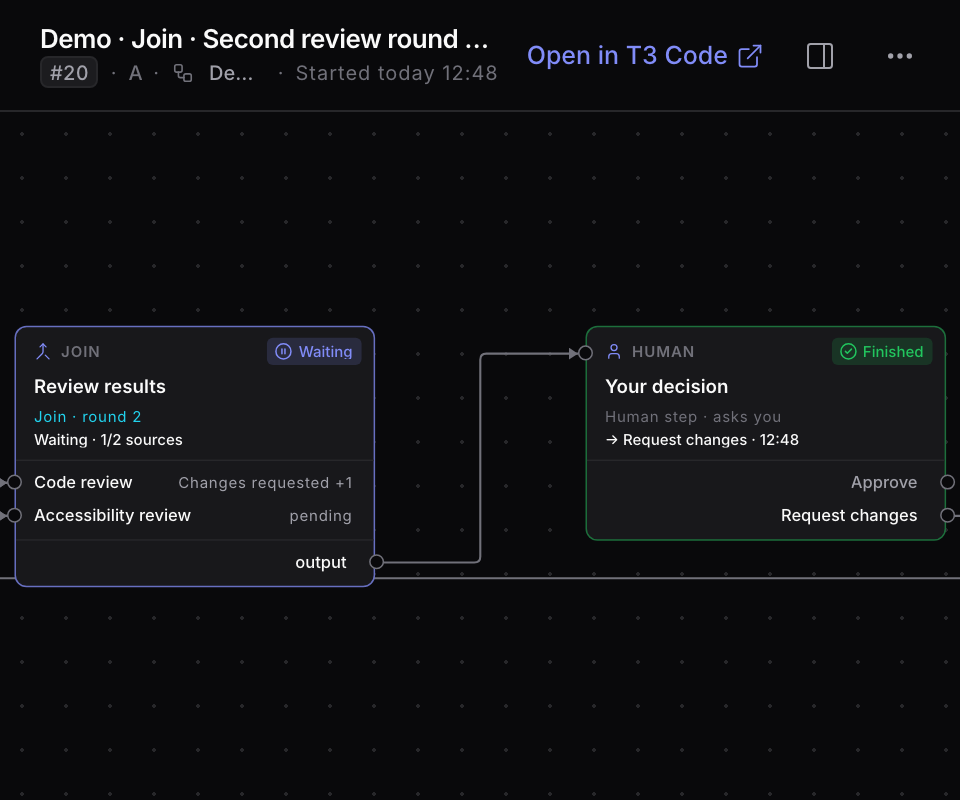 Demo · Join · Second review round ...
#20 · A · De... · Started today 12:48
Open in T3 Code
JOIN
Waiting
Review results
Join · round 2
Waiting · 1/2 sources
Code review
Changes requested +1
Accessibility review
pending
output
HUMAN
Finished
Your decision
Human step · asks you
→ Request changes · 12:48
Approve
Request changes